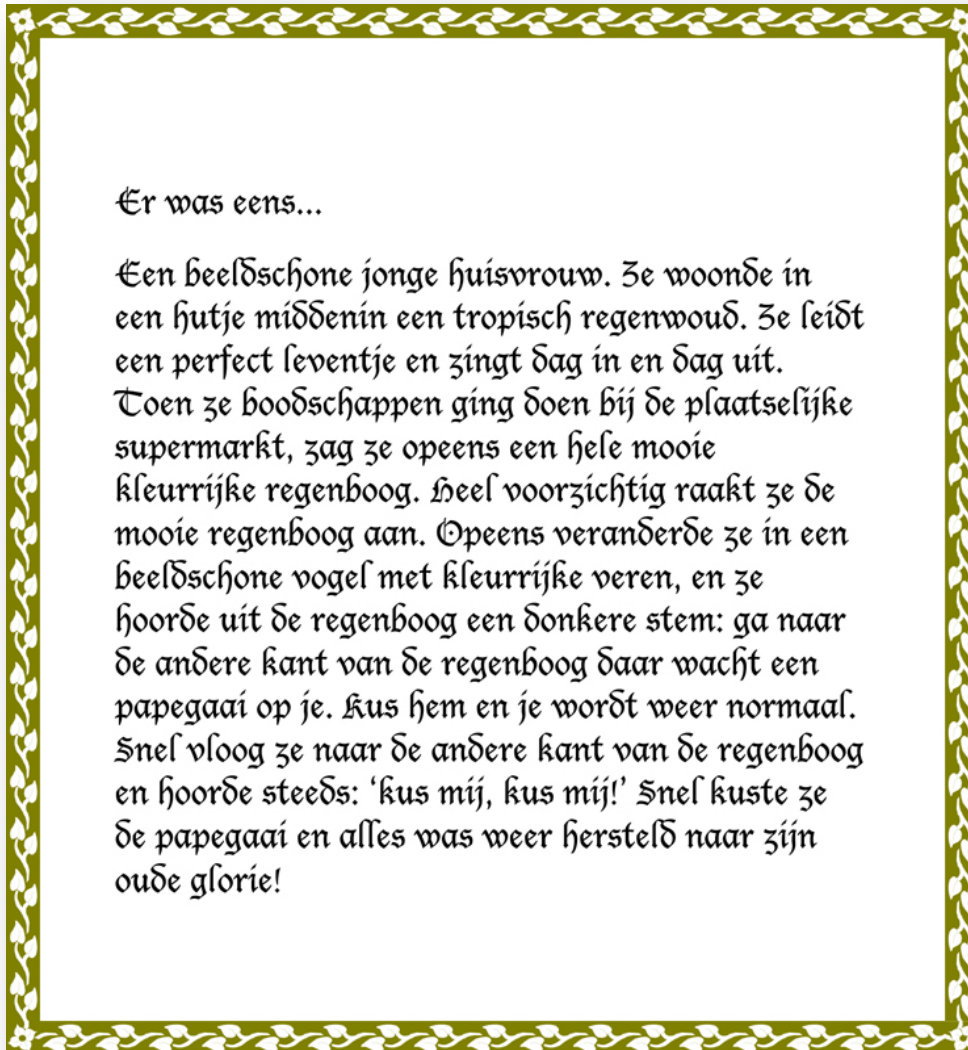 Er was eens...
Een beeldschone jonge huisvrouw. Ze woonde in
een hutje middenin een tropisch regenwoud. Ze leidt
een perfect leventje en zingt dag in en dag uit.
Toen ze boodschappen ging doen bij de plaatselijke
supermarkt, zag ze opeens een hele mooie
kleurrijke regenboog. Heel voorzichtig raakt ze de
mooie regenboog aan. Opeens veranderde ze in een
beeldschone vogel met kleurrijke veren, en ze
hoorde uit de regenboog een donkere stem: ga naar
de andere kant van de regenboog daar wacht een
papegaai op je. Kus hem en je wordt weer normaal.
Snel vloog ze naar de andere kant van de regenboog
en hoorde steeds: ‘kus mij, kus mij!’ Snel kuste ze
de papegaai en alles was weer hersteld naar zijn
oude glorie!